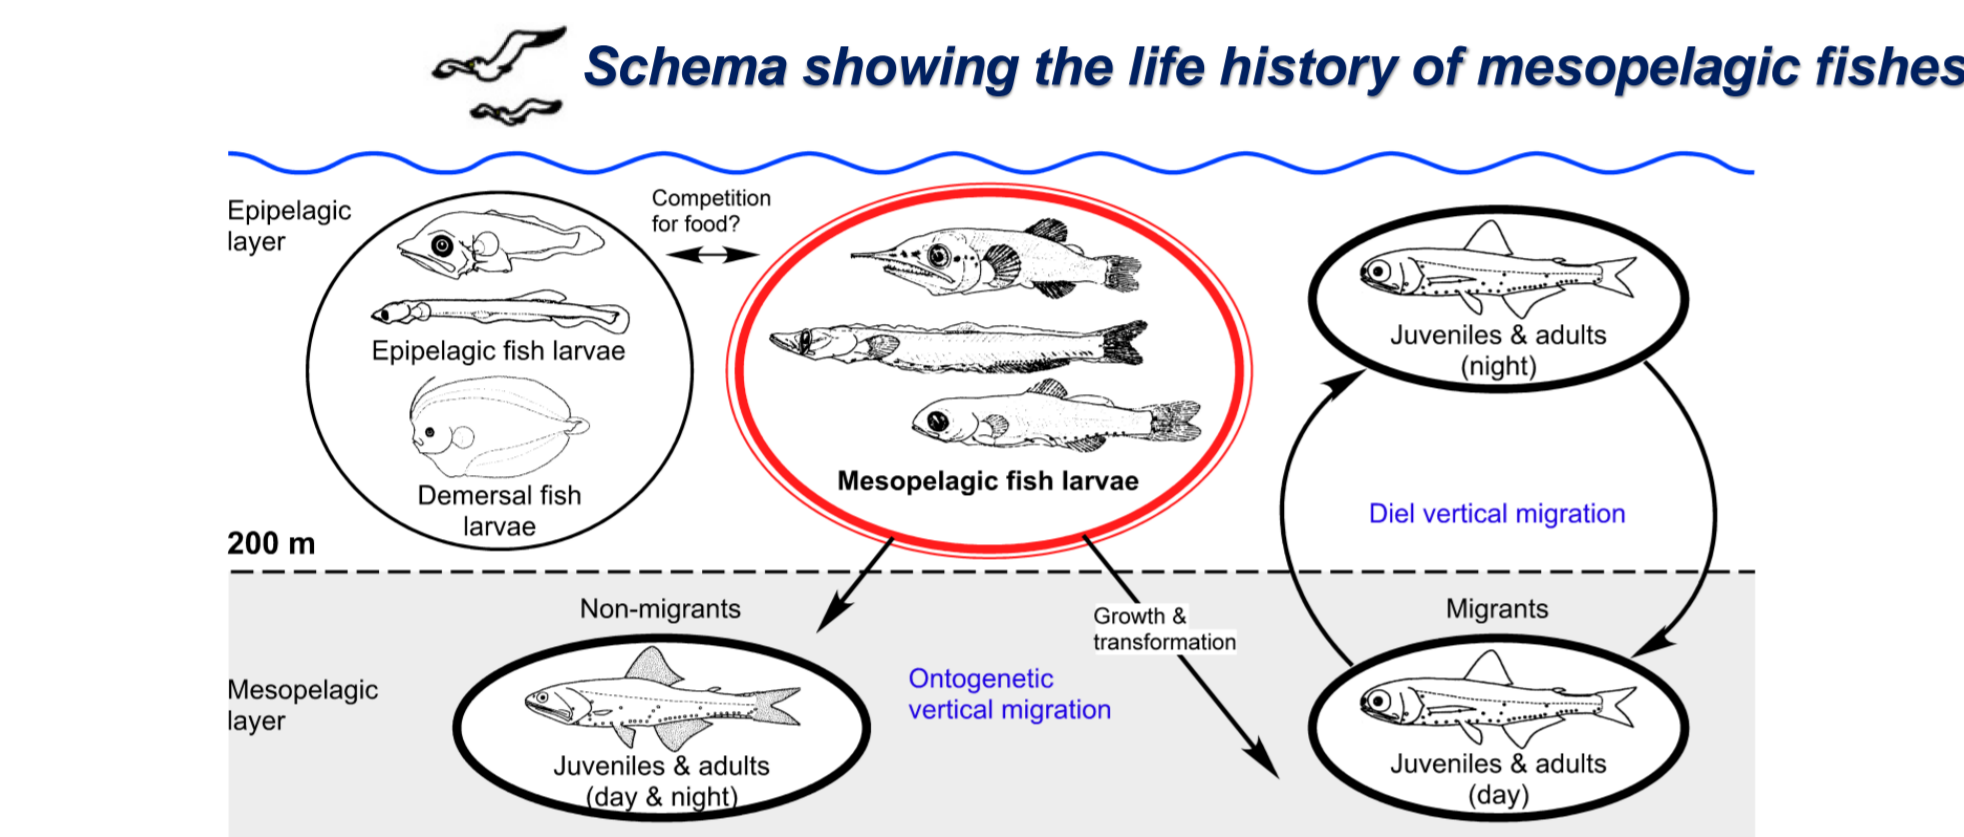 Schema showing the life history of mesopelagic fishes
Epipelagic
layer
Competition
for food?
Epipelagic fish larvae
Demersal fish
larvae
Mesopelagic fish larvae
Juveniles & adults
(night)
Diel vertical migration
200 m
Non-migrants
Growth &
transformation
Migrants
Mesopelagic
layer
Ontogenetic
vertical migration
Juveniles & adults
(day & night)
Juveniles & adults
(day)